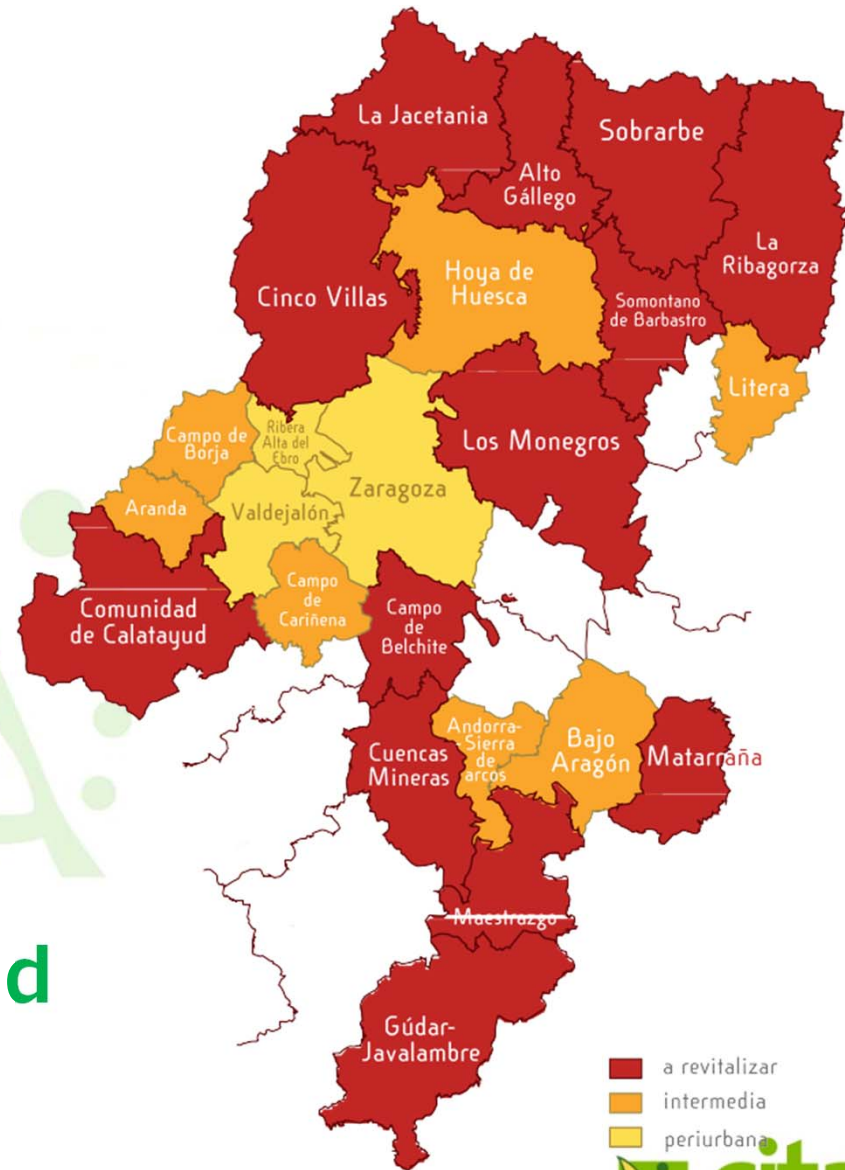 La Jacetania
Sobrarbe
Alto
Gállego
La
Ribagorza
Hoya de
Huesca
Cinco Villas
Somontano
de Barbastro
Litera
Campo de
Borja
Ribera
Alta del
Ebro
Los Monegros
Aranda
Valdejalón
Zaragoza
Comunidad
de Calatayud
Campo
de
Cariñena
Campo
de
Belchite
Cuencas
Mineras
Andorra-
Sierra
de
arcos
Bajo
Aragón
Matarraña
Maestrazgo
d
Gúdar-
Javalambre
a revitalizar
intermedia
periurbana